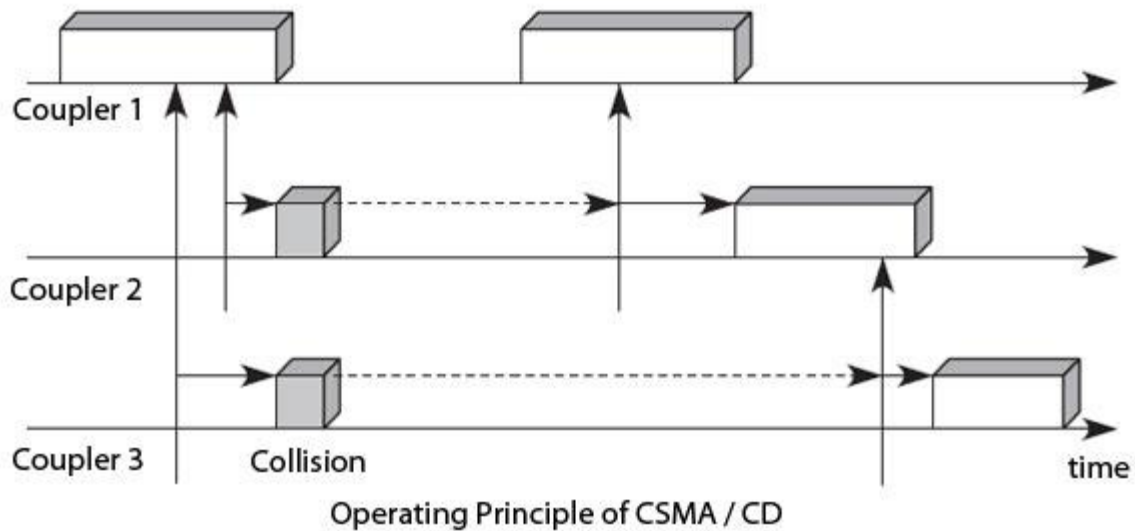 Coupler 1
Coupler 2
Coupler 3
Collision
time
Operating Principle of CSMA / CD